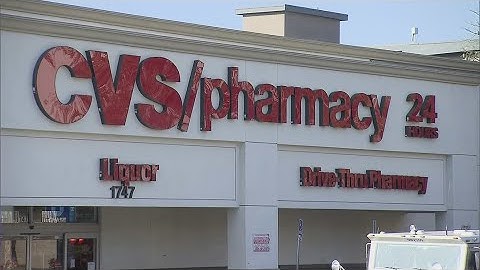 CVS/pharmacy 24
HOURS
Liquor
1747
Drive-Thru Pharmacy